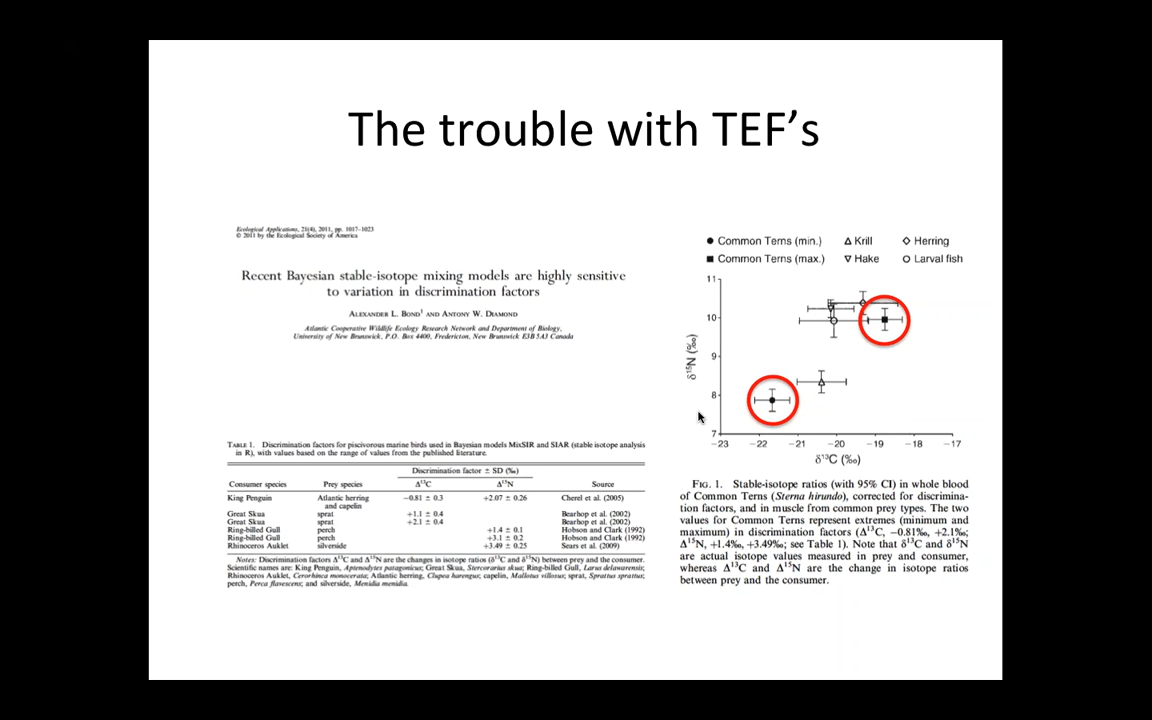 The trouble with TEF’s
Ecological Applications, 21(4), 2011, pp. 1017–1023
© 2011 by the Ecological Society of America
Recent Bayesian stable-isotope mixing models are highly sensitive
to variation in discrimination factors
ALEXANDER L. BOND¹ AND ANTONY W. DIAMOND
Atlantic Cooperative Wildlife Ecology Research Network and Department of Biology,
University of New Brunswick, P.O. Box 4400, Fredericton, New Brunswick E3B 5A3 Canada
TABLE 1. Discrimination factors for piscivorous marine birds used in Bayesian models MixSIR and SIAR (stable isotope analysis
in R), with values based on the range of values from the published literature.
Discrimination factor ± SD (‰)
Consumer species Prey species Δ¹³C Δ¹⁵N Source
King Penguin Atlantic herring −0.81 ± 0.3 +2.07 ± 0.26 Cherel et al. (2005)
and capelin
Great Skua sprat +1.1 ± 0.4 Bearhop et al. (2002)
Great Skua sprat +2.1 ± 0.4 Bearhop et al. (2002)
Ring-billed Gull perch +1.4 ± 0.1 Hobson and Clark (1992)
Ring-billed Gull perch +3.1 ± 0.2 Hobson and Clark (1992)
Rhinoceros Auklet silverside +3.49 ± 0.25 Sears et al. (2009)
Notes: Discrimination factors Δ¹³C and Δ¹⁵N are the changes in isotope ratios (δ¹³C and δ¹⁵N) between prey and the consumer.
Scientific names are: King Penguin, Aptenodytes patagonicus; Great Skua, Stercorarius skua; Ring-billed Gull, Larus delawarensis;
Rhinoceros Auklet, Cerorhinca monocerata; Atlantic herring, Clupea harengus; capelin, Mallotus villosus; sprat, Sprattus sprattus;
perch, Perca flavescens; and silverside, Menidia menidia.
Common Terns (min.) Krill Herring
Common Terns (max.) Hake Larval fish
11
10
9
8
7
δ¹⁵N (‰)
−23 −22 −21 −20 −19 −18 −17
δ¹³C (‰)
FIG. 1. Stable-isotope ratios (with 95% CI) in whole blood
of Common Terns (Sterna hirundo), corrected for discrimina-
tion factors, and in muscle from common prey types. The two
values for Common Terns represent extremes (minimum and
maximum) in discrimination factors (Δ¹³C, −0.81‰, +2.1‰;
Δ¹⁵N, +1.4‰, +3.49‰; see Table 1). Note that δ¹³C and δ¹⁵N
are actual isotope values measured in prey and consumer,
whereas Δ¹³C and Δ¹⁵N are the change in isotope ratios
between prey and the consumer.